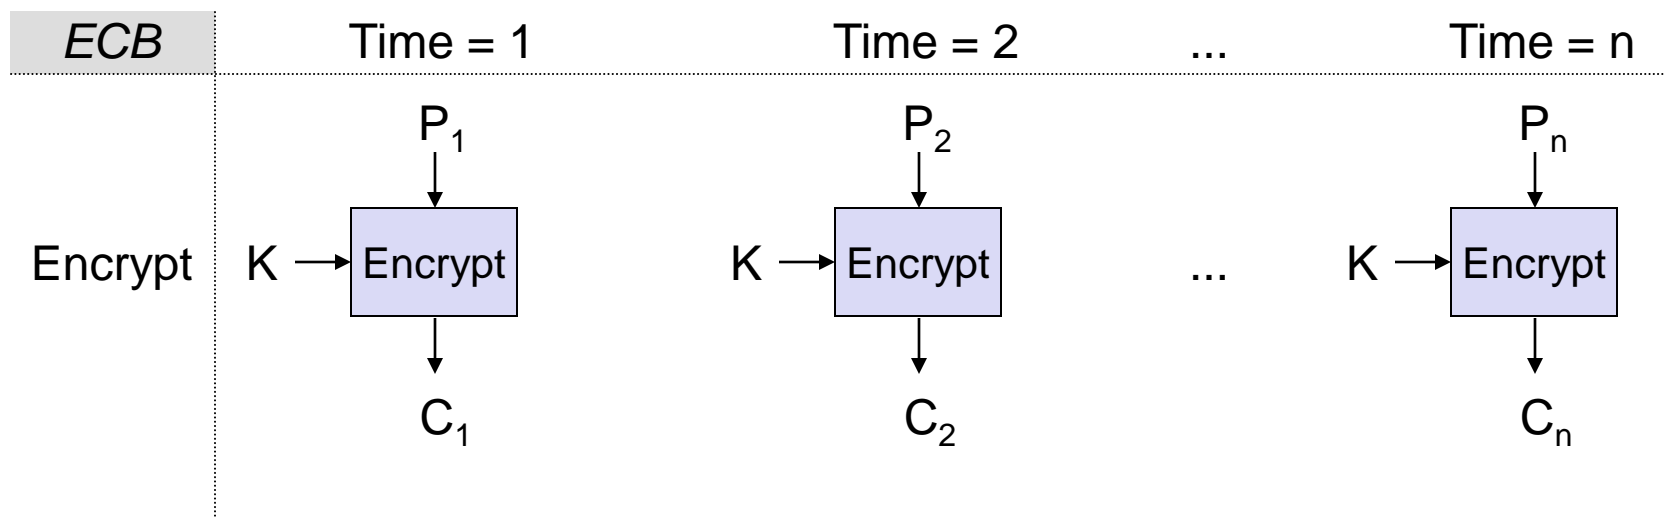 ECB Time = 1 Time = 2 ... Time = n
P₁ P₂ Pₙ
Encrypt K Encrypt K Encrypt ... K Encrypt
C₁ C₂ Cₙ